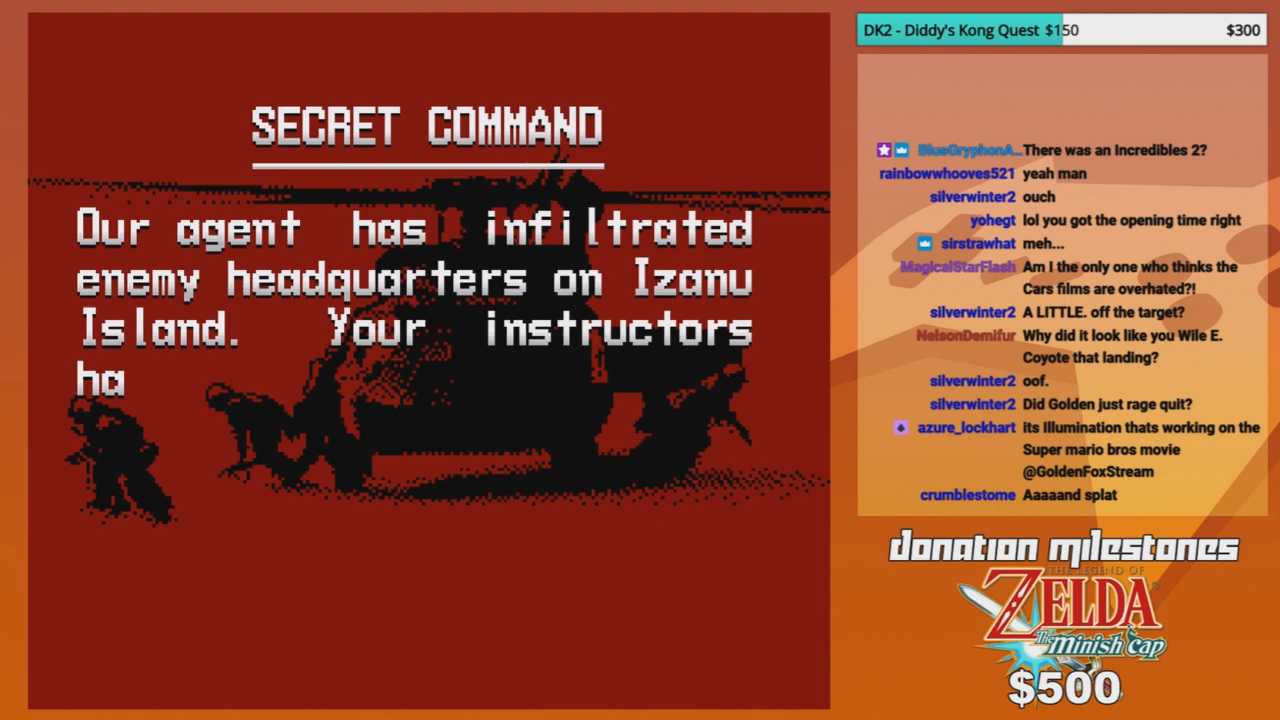 SECRET COMMAND
Our agent has infiltrated
enemy headquarters on Izanu
Island. Your instructors
ha
DK2 - Diddy's Kong Quest $150 $300
BlueGryphonA... There was an Incredibles 2?
rainbowwhooves521 yeah man
silverwinter2 ouch
yohegt lol you got the opening time right
sirstrawhat meh...
MagicalStarFlash Am I the only one who thinks the
Cars films are overhated?!
silverwinter2 A LITTLE. off the target?
NelsonDemifur Why did it look like you Wile E.
Coyote that landing?
silverwinter2 oof.
silverwinter2 Did Golden just rage quit?
azure_lockhart its Illumination thats working on the
Super mario bros movie
@GoldenFoxStream
crumblestome Aaaaand splat
donation milestones
THE LEGEND OF
ZELDA
The Minish Cap
$500